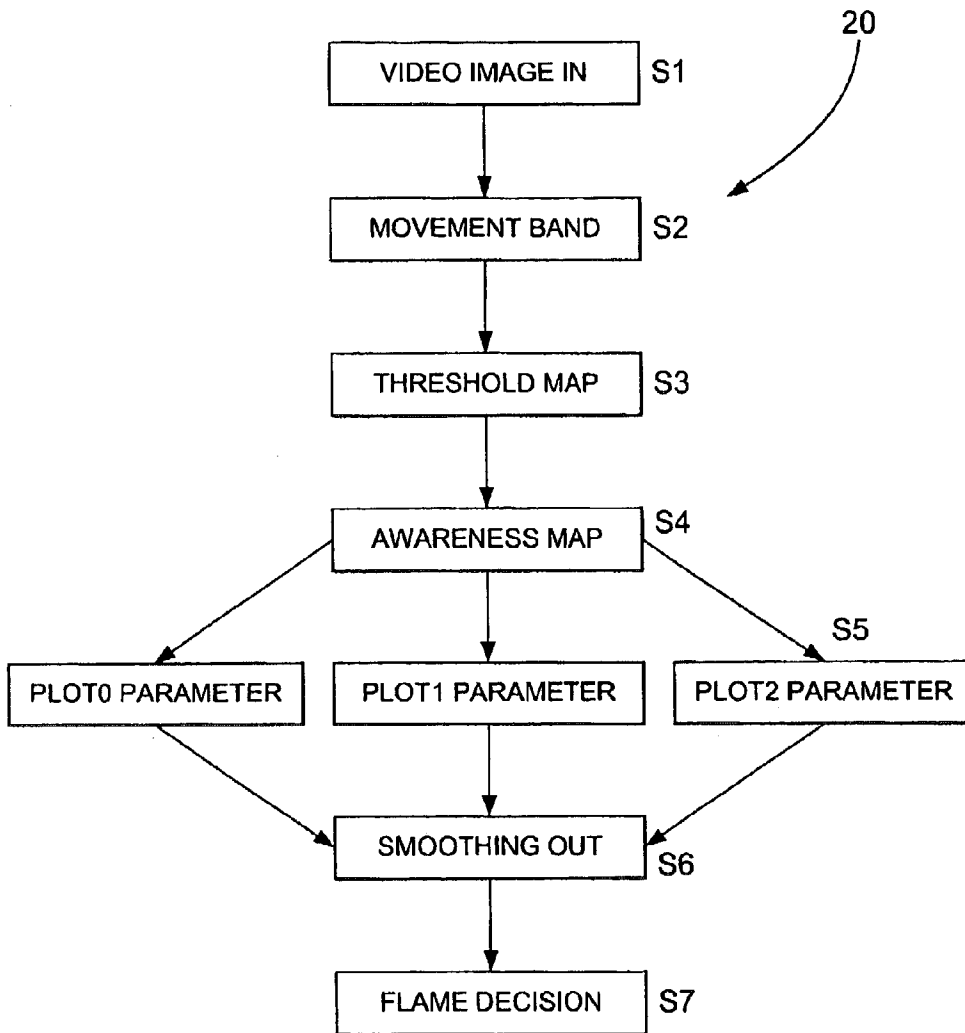 20
VIDEO IMAGE IN
S1
MOVEMENT BAND
S2
THRESHOLD MAP
S3
AWARENESS MAP
S4
S5
PLOT0 PARAMETER
PLOT1 PARAMETER
PLOT2 PARAMETER
SMOOTHING OUT
S6
FLAME DECISION
S7